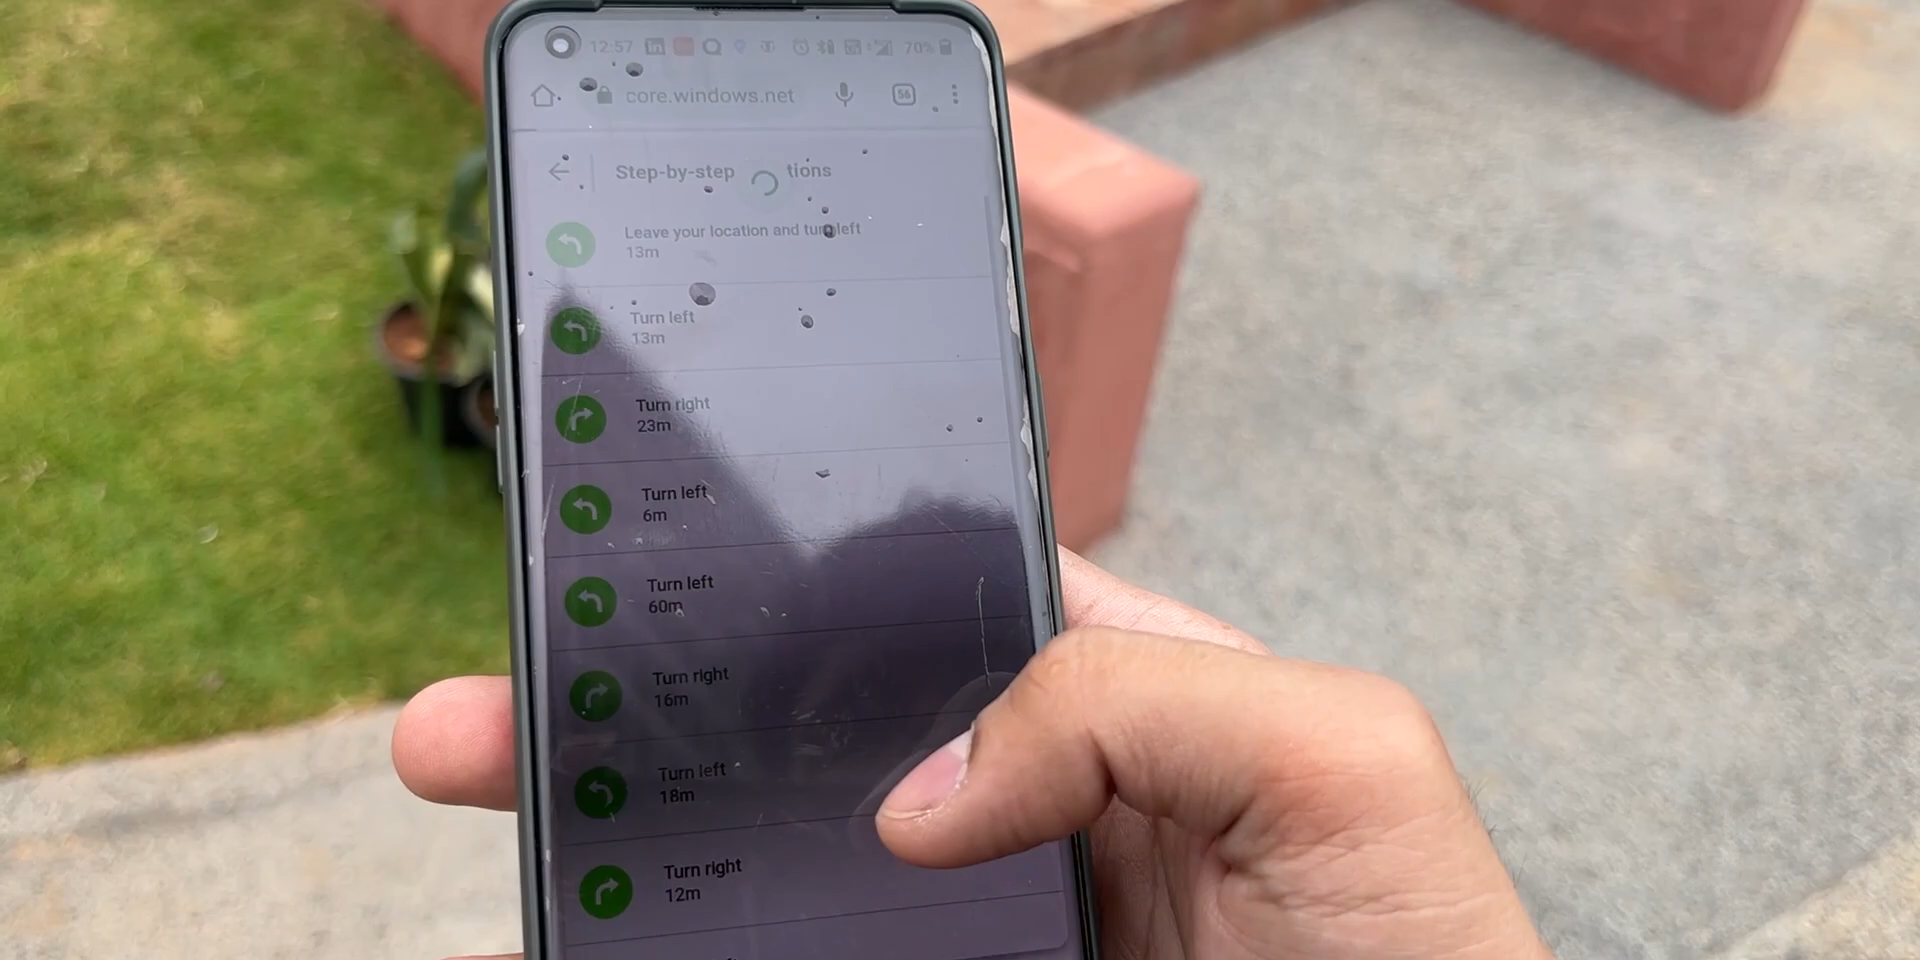 12:57 in 70%
core.windows.net 56
Step-by-step tions
Leave your location and turn left
13m
Turn left
13m
Turn right
23m
Turn left
6m
Turn left
60m
Turn right
16m
Turn left
18m
Turn right
12m